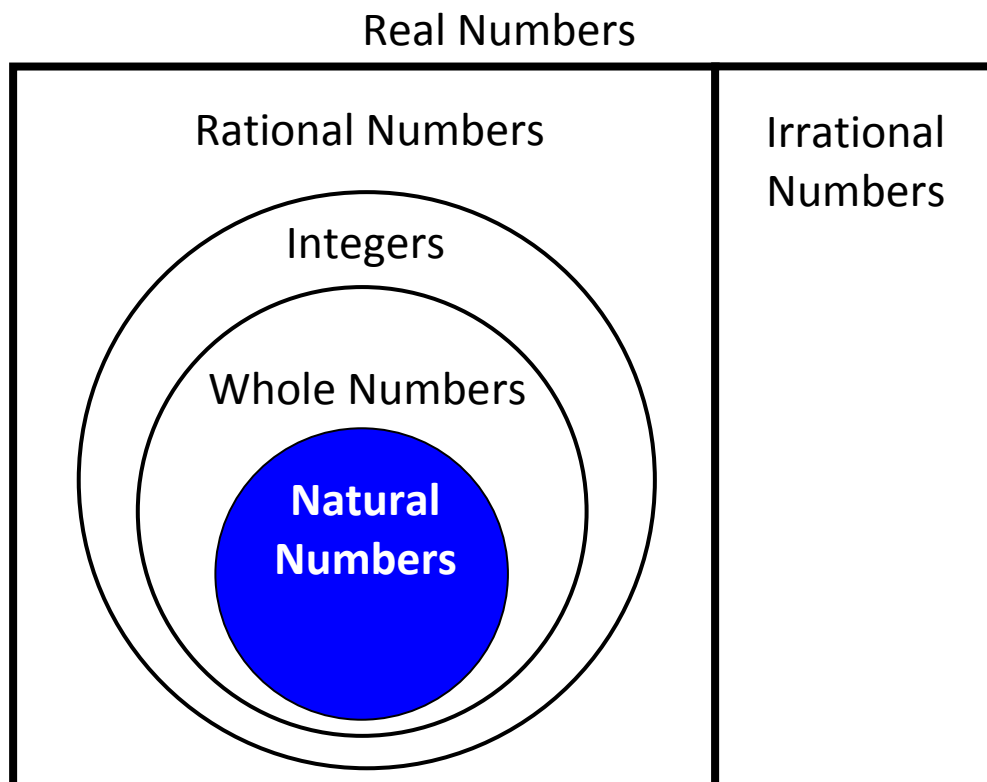 Real Numbers
Rational Numbers
Irrational
Numbers
Integers
Whole Numbers
Natural
Numbers